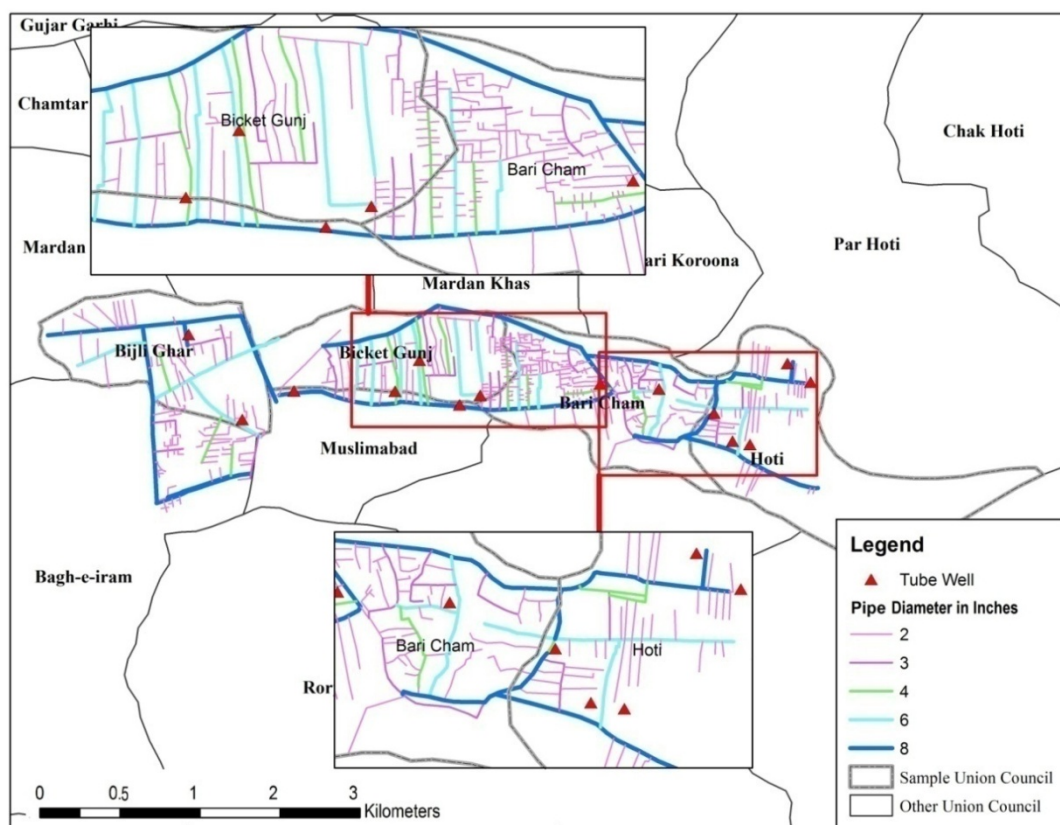 Gujar Garhi
Chamtar
Bicket Gunj
Bari Cham
Chak Hoti
Mardan
ari Koroona
Par Hoti
Mardan Khas
Bijli Ghar
Bicket Gunj
Bari Cham
Muslimabad
Hoti
Bagh-e-iram
Bari Cham
Hoti
Ror
Legend
Tube Well
Pipe Diameter in Inches
2
3
4
6
8
Sample Union Council
Other Union Council
0 0.5 1 2 3
Kilometers